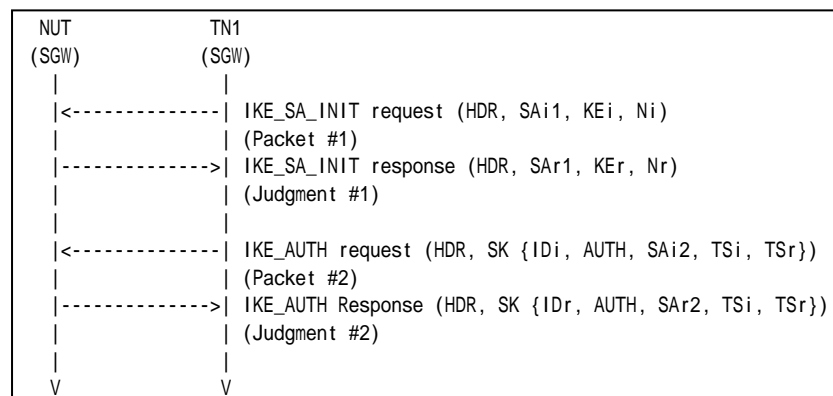 NUT TN1
(SGW) (SGW)
| |
|<--------------| IKE_SA_INIT request (HDR, SAi1, KEi, Ni)
| | (Packet #1)
|-------------->| IKE_SA_INIT response (HDR, SAr1, KEr, Nr)
| | (Judgment #1)
| |
|<--------------| IKE_AUTH request (HDR, SK {IDi, AUTH, SAi2, TSi, TSr})
| | (Packet #2)
|-------------->| IKE_AUTH Response (HDR, SK {IDr, AUTH, SAr2, TSi, TSr})
| | (Judgment #2)
| |
V V